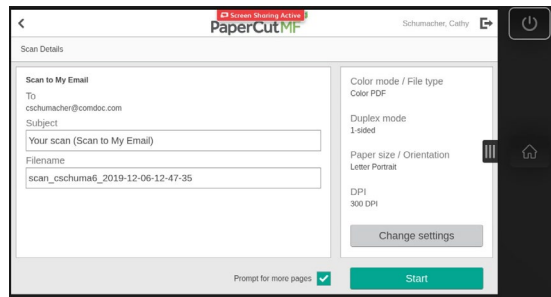 Screen Sharing Active
PaperCutMF
Schumacher, Cathy
Scan Details
Scan to My Email
To
cschumacher@comdoc.com
Subject
Your scan (Scan to My Email)
Filename
scan_cschuma6_2019-12-06-12-47-35
Color mode / File type
Color PDF
Duplex mode
1-sided
Paper size / Orientation
Letter Portrait
DPI
300 DPI
Change settings
Prompt for more pages
Start